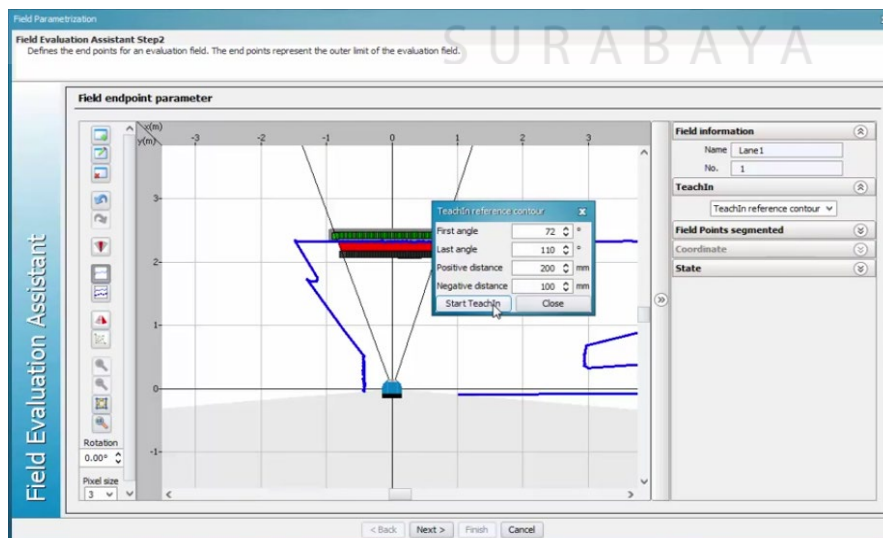 Field Parametrization
SURABAYA
Field Evaluation Assistant Step2
Defines the end points for an evaluation field. The end points represent the outer limit of the evaluation field.
Field endpoint parameter
Field Evaluation Assistant
x(m)
y(m)
-3 -2 -1 0 1 2 3
3
2
1
0
-1
Rotation
0.00°
Pixel size
3
TeachIn reference contour
First angle 72 °
Last angle 110 °
Positive distance 200 mm
Negative distance 100 mm
Start TeachIn Close
Field information
Name Lane1
No. 1
TeachIn
TeachIn reference contour
Field Points segmented
Coordinate
State
< Back Next > Finish Cancel